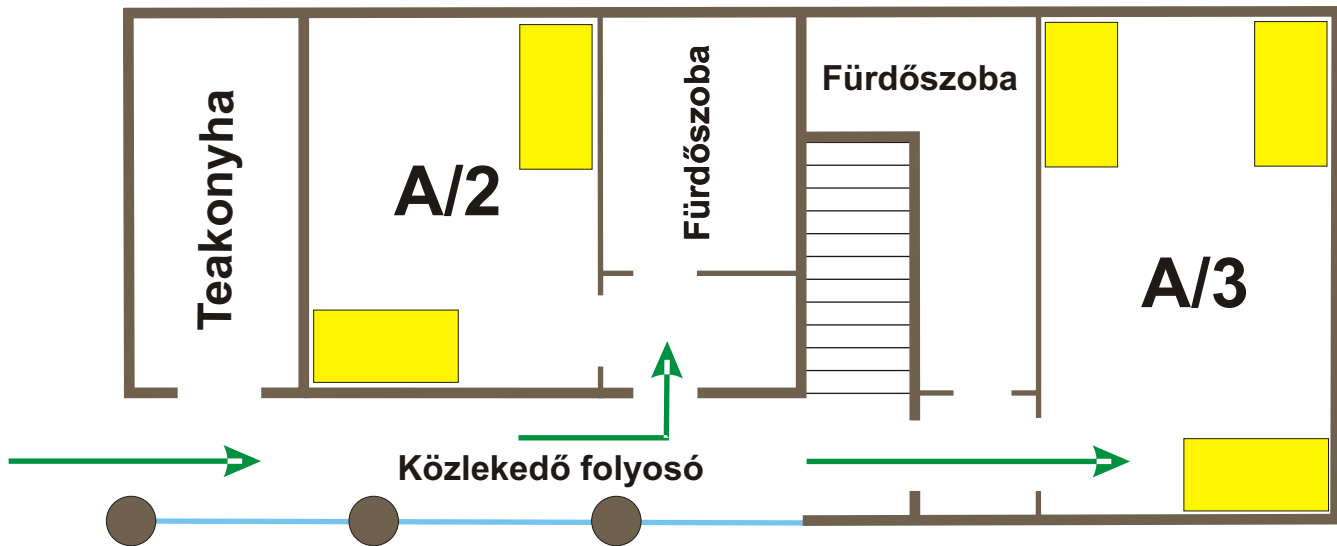 Teakonyha
A/2
Fürdőszoba
Fürdőszoba
A/3
Közlekedő folyosó